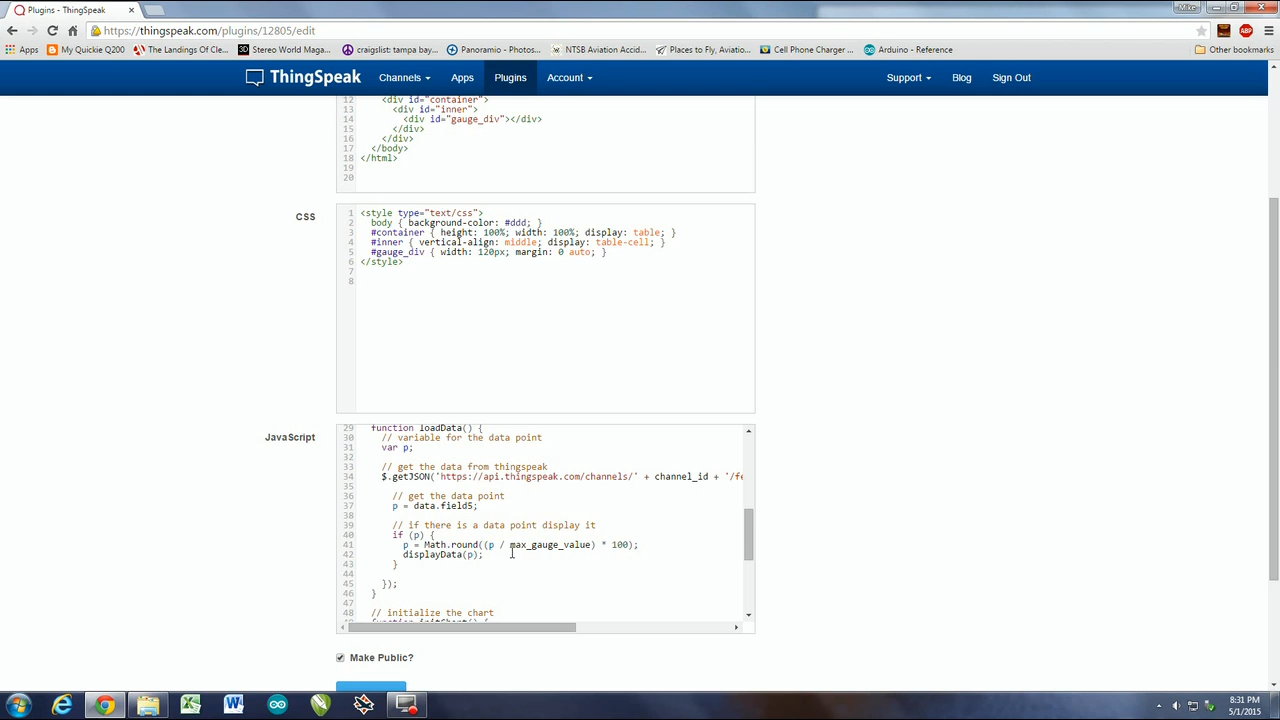 Plugins - ThingSpeak
Mike
https://thingspeak.com/plugins/12805/edit
Apps My Quickie Q200 The Landings Of Cle... Stereo World Maga... craigslist: tampa bay... Panoramio - Photo... NTSB Aviation Accid... Places to Fly, Aviatio... Cell Phone Charger ... Arduino - Reference Other bookmarks
ThingSpeak Channels Apps Plugins Account Support Blog Sign Out
12 <div id="container">
13 <div id="inner">
14 <div id="gauge_div"></div>
15 </div>
16 </div>
17 </body>
18 </html>
19
20
CSS
1 <style type="text/css">
2 body { background-color: #ddd; }
3 #container { height: 100%; width: 100%; display: table; }
4 #inner { vertical-align: middle; display: table-cell; }
5 #gauge_div { width: 120px; margin: 0 auto; }
6 </style>
7
8
JavaScript
29 function loadData() {
30 // variable for the data point
31 var p;
32
33 // get the data from thingspeak
34 $.getJSON('https://api.thingspeak.com/channels/' + channel_id + '/fe
35
36 // get the data point
37 p = data.field5;
38
39 // if there is a data point display it
40 if (p) {
41 p = Math.round((p / max_gauge_value) * 100);
42 displayData(p);
43 }
44
45 });
46 }
47
48 // initialize the chart
Make Public?
8:31 PM
5/1/2015